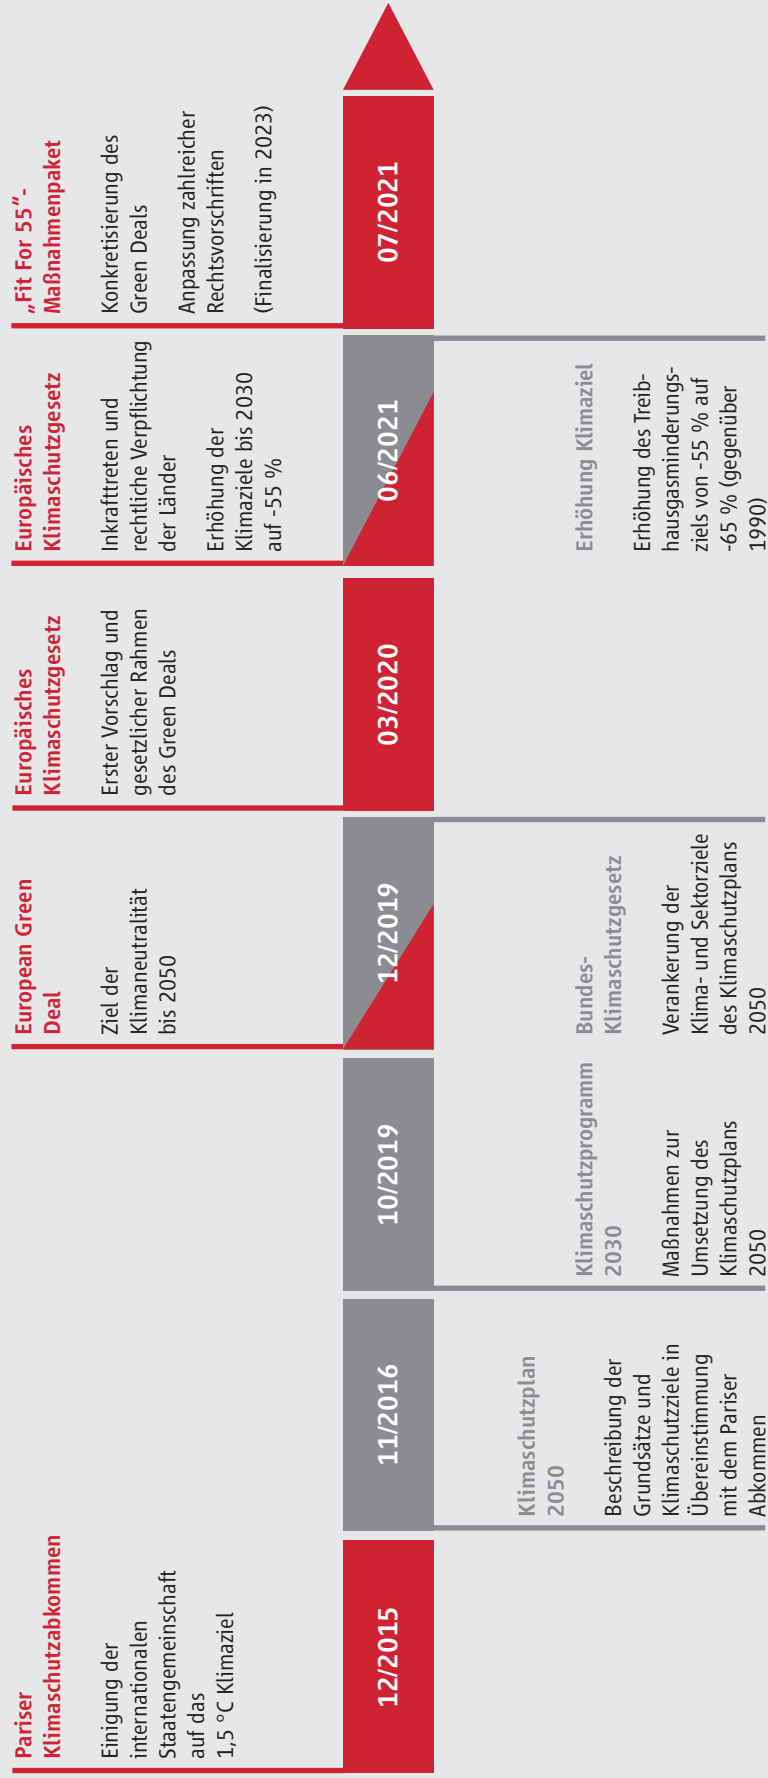 Pariser
Klimaschutzabkommen
Einigung der
internationalen
Staatengemeinschaft
auf das
1,5 °C Klimaziel
European Green
Deal
Ziel der
Klimaneutralität
bis 2050
Europäisches
Klimaschutzgesetz
Erster Vorschlag und
gesetzlicher Rahmen
des Green Deals
Europäisches
Klimaschutzgesetz
Inkrafttreten und
rechtliche Verpflichtung
der Länder
Erhöhung der
Klimaziele bis 2030
auf -55 %
„Fit For 55“-
Maßnahmenpaket
Konkretisierung des
Green Deals
Anpassung zahlreicher
Rechtsvorschriften
(Finalisierung in 2023)
12/2015
11/2016
10/2019
12/2019
03/2020
06/2021
07/2021
Klimaschutzplan
2050
Beschreibung der
Grundsätze und
Klimaschutzziele in
Übereinstimmung
mit dem Pariser
Abkommen
Klimaschutzprogramm
2030
Maßnahmen zur
Umsetzung des
Klimaschutzplans
2050
Bundes-
Klimaschutzgesetz
Verankerung der
Klima- und Sektorziele
des Klimaschutzplans
2050
Erhöhung Klimaziel
Erhöhung des Treib-
hausgasminderungs-
ziels von -55 % auf
-65 % (gegenüber
1990)